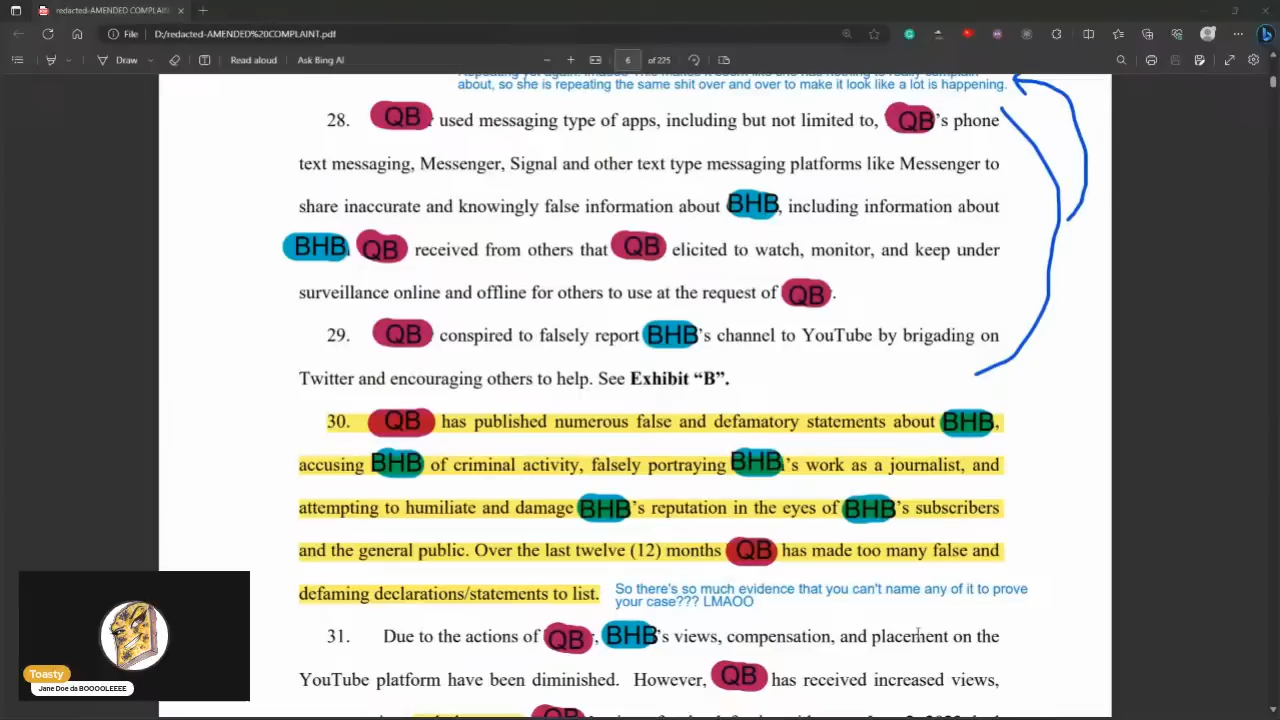 redacted-AMENDED COMPLAIN
File D:/redacted-AMENDED%20COMPLAINT.pdf
Draw Read aloud Ask Bing AI 6 of 225
about, so she is repeating the same shit over and over to make it look like a lot is happening.
28. QB used messaging type of apps, including but not limited to, QB's phone
text messaging, Messenger, Signal and other text type messaging platforms like Messenger to
share inaccurate and knowingly false information about BHB, including information about
BHB. QB received from others that QB elicited to watch, monitor, and keep under
surveillance online and offline for others to use at the request of QB.
29. QB conspired to falsely report BHB's channel to YouTube by brigading on
Twitter and encouraging others to help. See Exhibit “B”.
30. QB has published numerous false and defamatory statements about BHB,
accusing BHB of criminal activity, falsely portraying BHB's work as a journalist, and
attempting to humiliate and damage BHB's reputation in the eyes of BHB's subscribers
and the general public. Over the last twelve (12) months QB has made too many false and
defaming declarations/statements to list.
So there's so much evidence that you can't name any of it to prove
your case??? LMAOO
31. Due to the actions of QB, BHB's views, compensation, and placement on the
YouTube platform have been diminished. However, QB has received increased views,
QB
Toasty
Jane Doe da BOOOOLEEEE